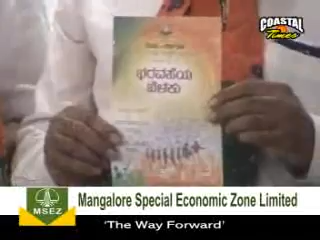 COASTAL
Times
ಭರವಸೆಯ
ಬೆಳಕು
MSEZ
Mangalore Special Economic Zone Limited
'The Way Forward'